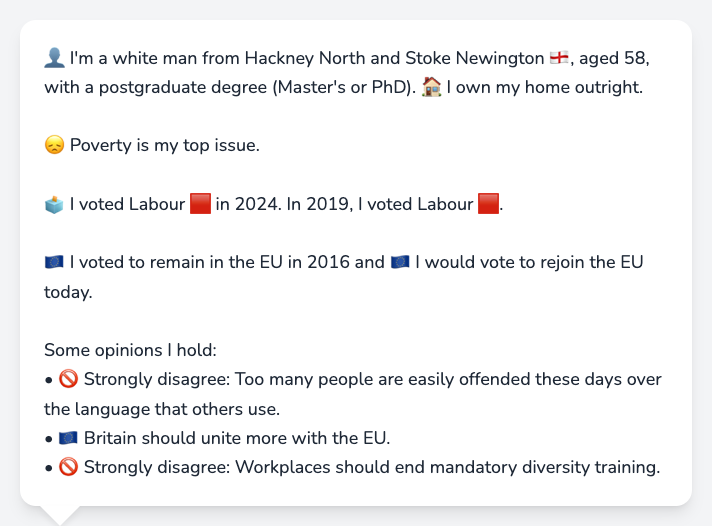 👤 I'm a white man from Hackney North and Stoke Newington 🏴󠁧󠁢󠁥󠁮󠁧󠁿, aged 58,
with a postgraduate degree (Master's or PhD). 🏠 I own my home outright.
😞 Poverty is my top issue.
🗳️ I voted Labour 🟥 in 2024. In 2019, I voted Labour 🟥.
🇪🇺 I voted to remain in the EU in 2016 and 🇪🇺 I would vote to rejoin the EU
today.
Some opinions I hold:
• 🚫 Strongly disagree: Too many people are easily offended these days over
the language that others use.
• 🇪🇺 Britain should unite more with the EU.
• 🚫 Strongly disagree: Workplaces should end mandatory diversity training.